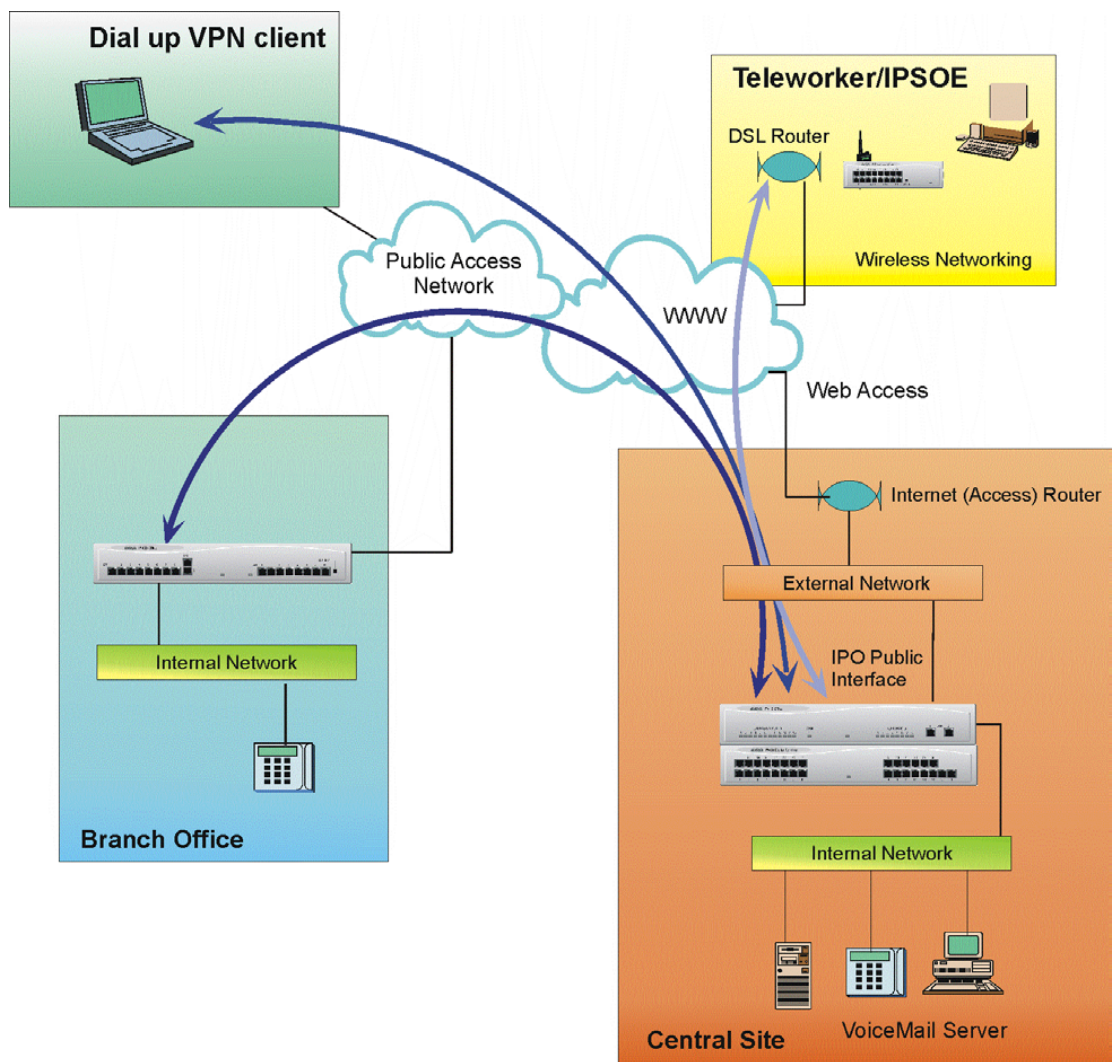 Dial up VPN client
Teleworker/IPSOE
DSL Router
Wireless Networking
Public Access
Network
WWW
Web Access
Internet (Access) Router
External Network
IPO Public
Interface
Internal Network
Branch Office
Internal Network
VoiceMail Server
Central Site